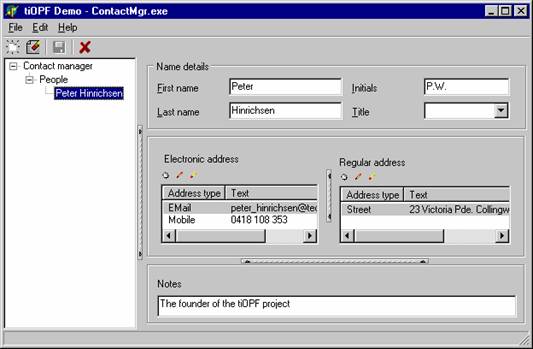 tiOPF Demo - ContactMgr.exe
File Edit Help
Contact manager
People
Peter Hinrichsen
Name details
First name Peter Initials P.W.
Last name Hinrichsen Title
Electronic address
Address type Text
EMail peter_hinrichsen@tec
Mobile 0418 108 353
Regular address
Address type Text
Street 23 Victoria Pde. Collingw
Notes
The founder of the tiOPF project